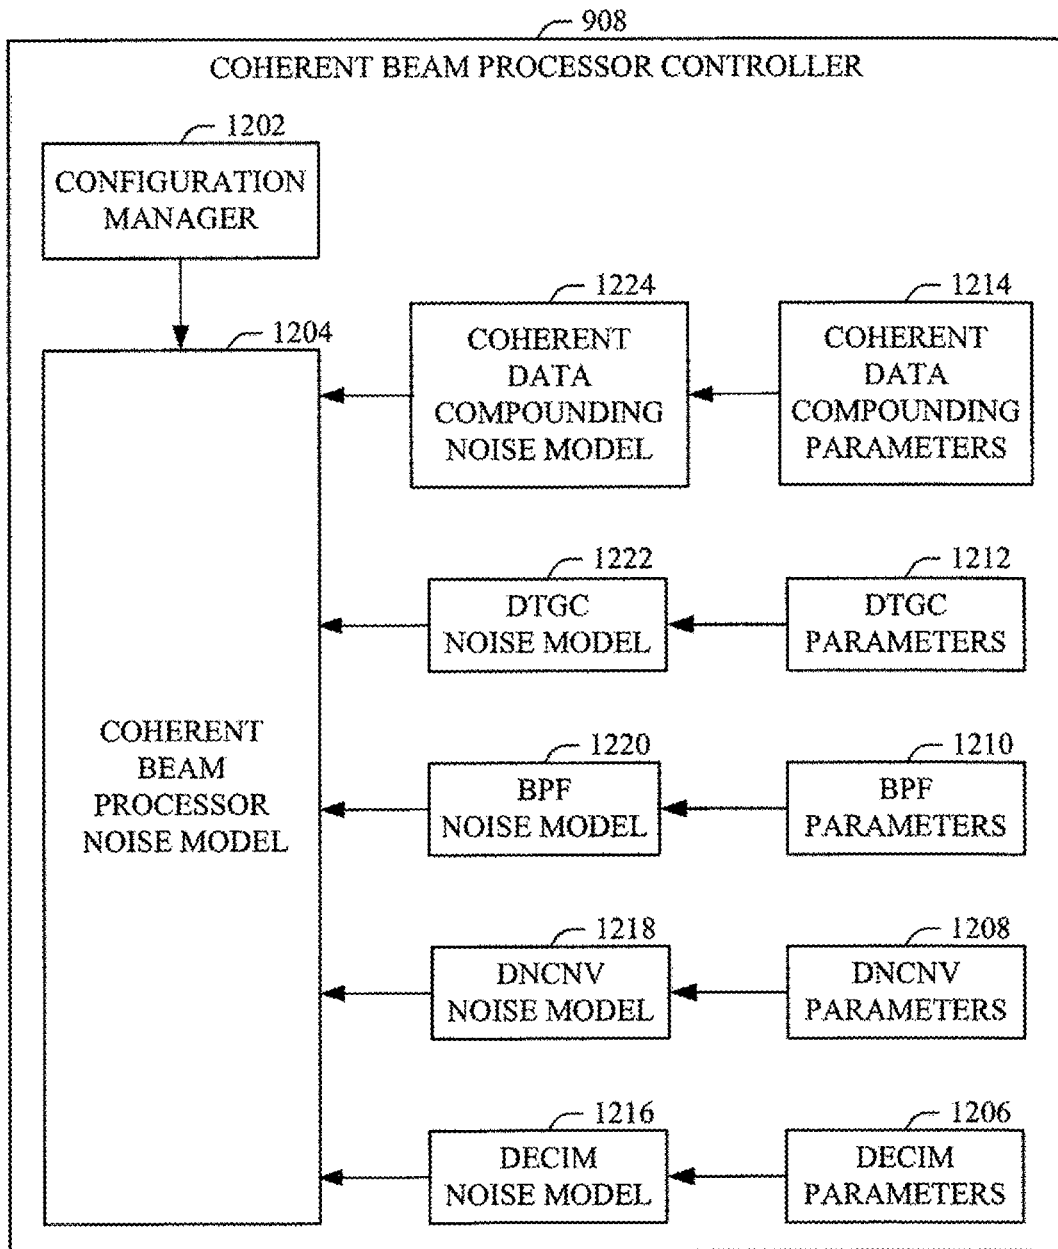 908
COHERENT BEAM PROCESSOR CONTROLLER
1202
CONFIGURATION
MANAGER
1204
COHERENT
BEAM
PROCESSOR
NOISE MODEL
1224
COHERENT
DATA
COMPOUNDING
NOISE MODEL
1214
COHERENT
DATA
COMPOUNDING
PARAMETERS
1222
DTGC
NOISE MODEL
1212
DTGC
PARAMETERS
1220
BPF
NOISE MODEL
1210
BPF
PARAMETERS
1218
DNCNV
NOISE MODEL
1208
DNCNV
PARAMETERS
1216
DECIM
NOISE MODEL
1206
DECIM
PARAMETERS